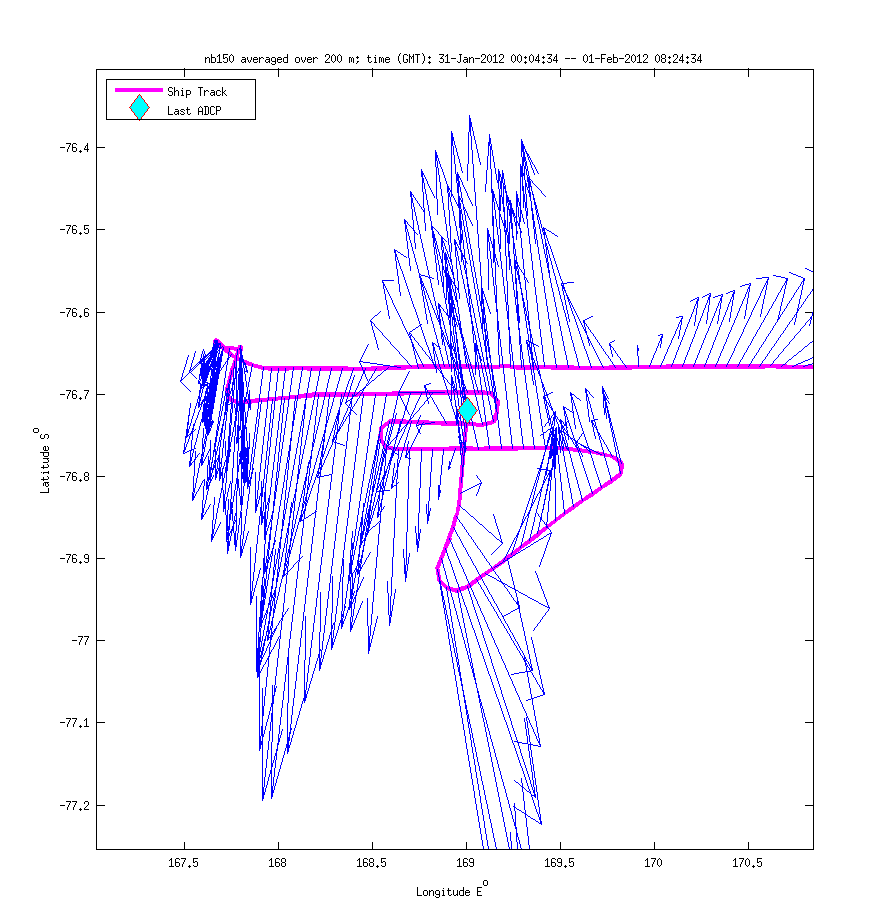 nb150 averaged over 200 m; time (GMT): 31-Jan-2012 00:04:34 -- 01-Feb-2012 08:24:34
Ship Track
Last ADCP
-76.4
-76.5
-76.6
-76.7
-76.8
-76.9
-77
-77.1
-77.2
Latitude S°
167.5 168 168.5 169 169.5 170 170.5
Longitude E°